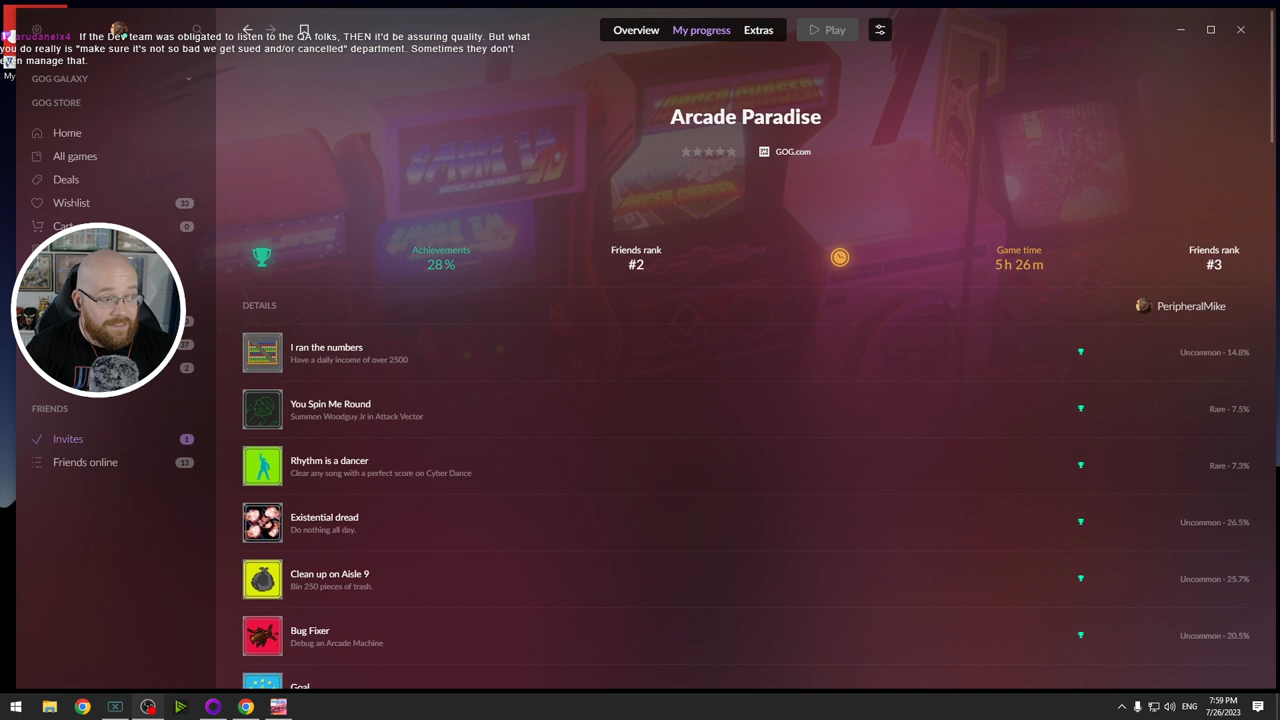 If the Dev team was obligated to listen to the QA folks, THEN it'd be assuring quality. But what
you do really is "make sure it's not so bad we get sued and/or cancelled" department. Sometimes they don't
even manage that.
My
Overview
My progress
Extras
Play
GOG GALAXY
GOG STORE
Home
All games
Deals
Wishlist 33
Cart 0
37
2
FRIENDS
Invites 1
Friends online 13
Arcade Paradise
GOG.com
Achievements
28%
Friends rank
#2
Game time
5 h 26 m
Friends rank
#3
DETAILS
PeripheralMike
I ran the numbers
Have a daily income of over 2500
Uncommon - 14.8%
You Spin Me Round
Summon Woodguy Jr in Attack Vector
Rare - 7.5%
Rhythm is a dancer
Clear any song with a perfect score on Cyber Dance
Rare - 7.3%
Existential dread
Do nothing all day.
Uncommon - 26.5%
Clean up on Aisle 9
Bin 250 pieces of trash.
Uncommon - 25.7%
Bug Fixer
Debug an Arcade Machine
Uncommon - 20.5%
Goal
ENG
7:59 PM
7/26/2023